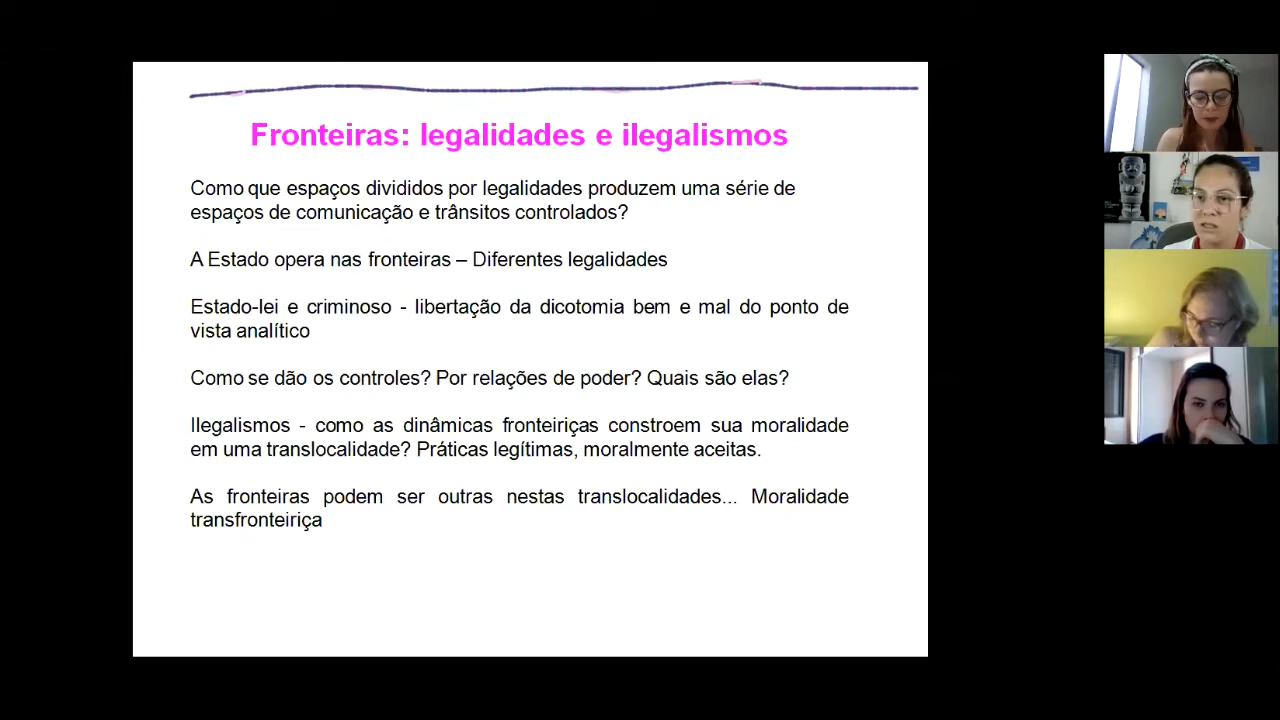 Fronteiras: legalidades e ilegalismos
Como que espaços divididos por legalidades produzem uma série de
espaços de comunicação e trânsitos controlados?
A Estado opera nas fronteiras – Diferentes legalidades
Estado-lei e criminoso - libertação da dicotomia bem e mal do ponto de
vista analítico
Como se dão os controles? Por relações de poder? Quais são elas?
Ilegalismos - como as dinâmicas fronteiriças constroem sua moralidade
em uma translocalidade? Práticas legítimas, moralmente aceitas.
As fronteiras podem ser outras nestas translocalidades... Moralidade
transfronteiriça